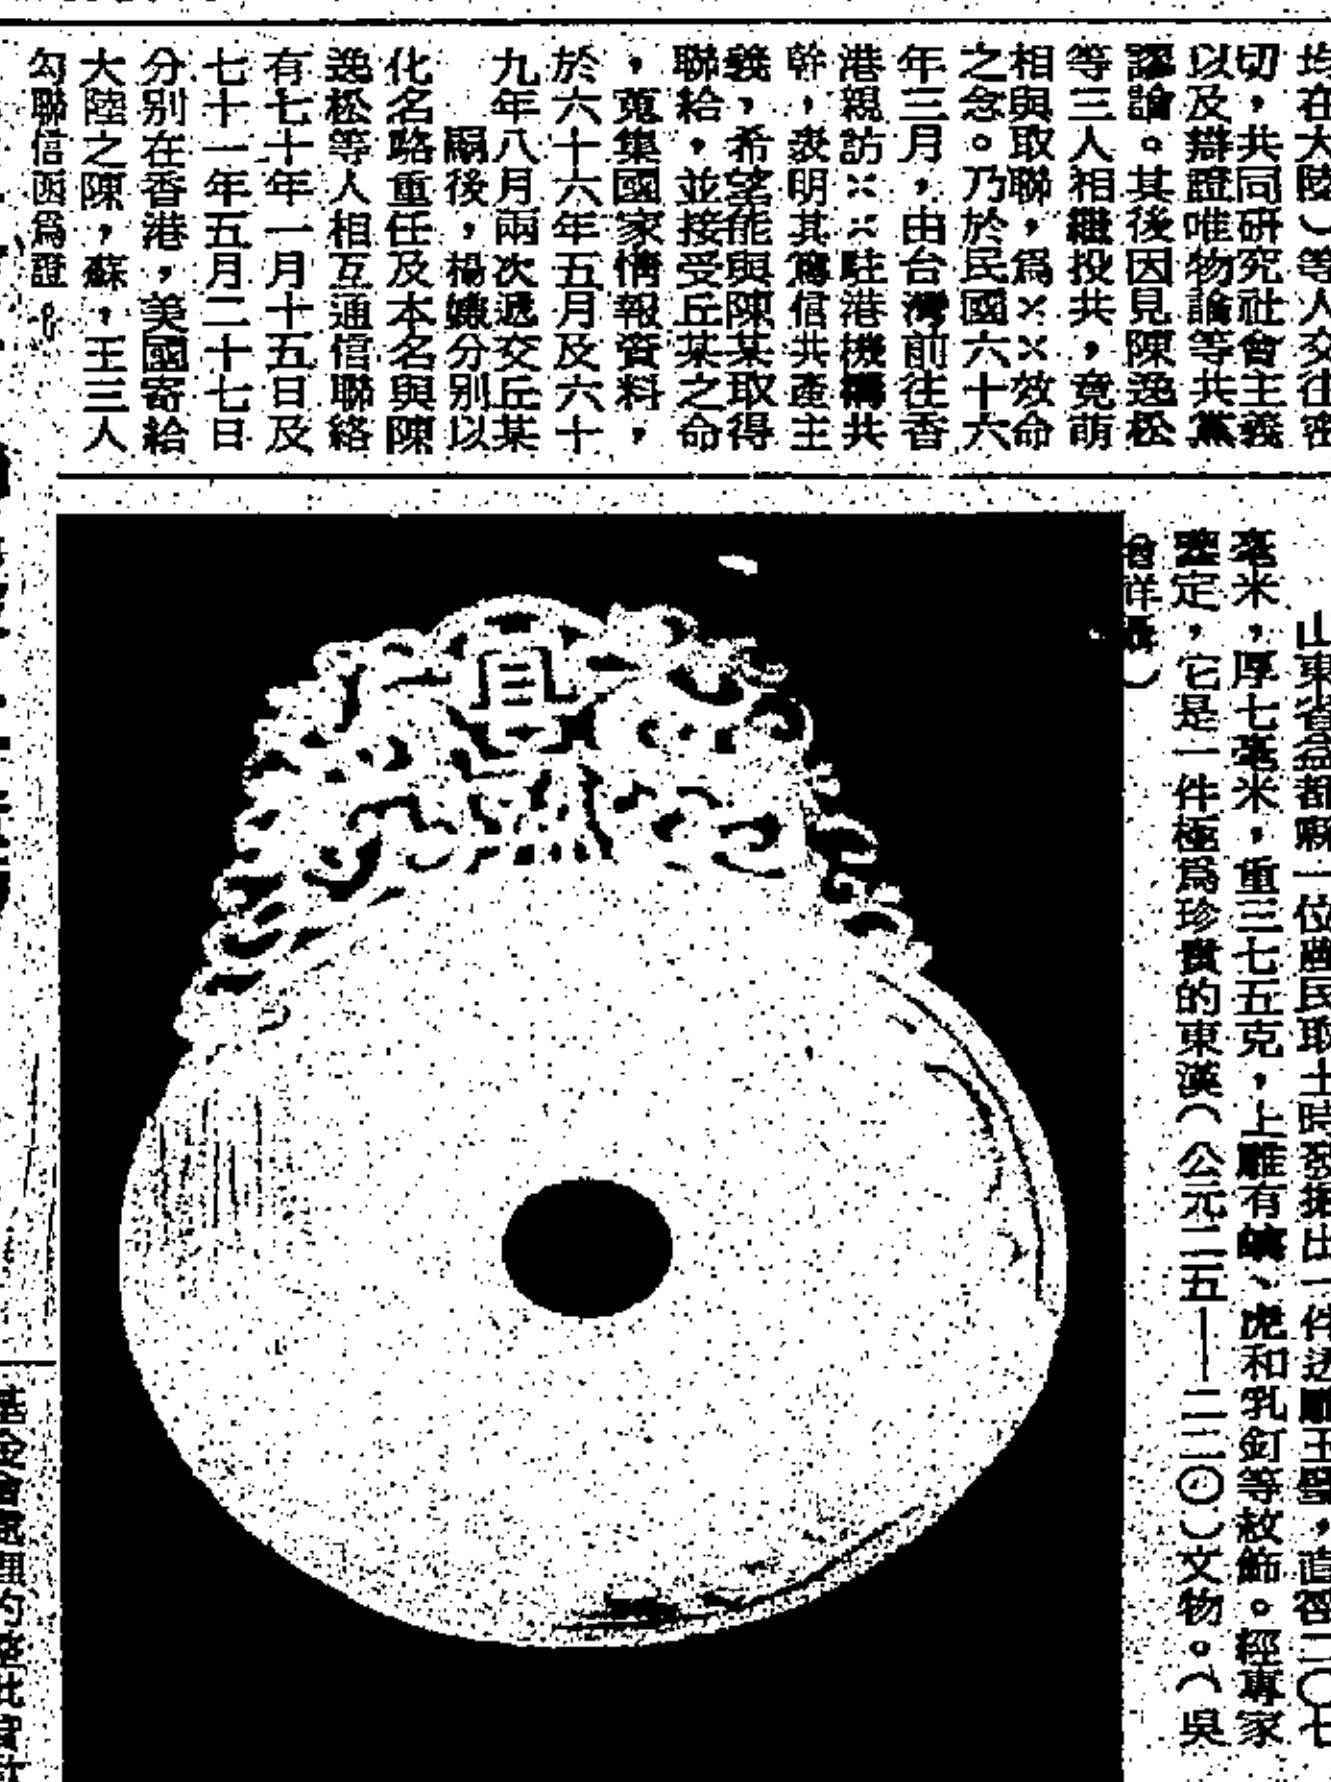 均在大陸)等人交往密
切,共同研究社會主義
以及辯證唯物論等共黨
謬論。其後因見陳逸松
等三人相繼投共,竟萌
相與取聯,爲××效命
之念。乃於民國六十六
年三月,由台灣前往香
港親訪××駐港機構共
幹,表明其篤信共產主
義,希望能與陳某取得
聯給,並接受丘某之命
,蒐集國家情報資料,
於六十六年五月及六十
九年八月兩次遞交丘某
嗣後,楊嫌分別以
化名駱重任及本名與陳
逸松等人相互通信聯絡
有七十年一月十五日及
七十一年五月二十七日
分別在香港,美國寄給
大陸之陳,蘇,王三人
勾聯信函爲證
山東省益都縣一位農民取土時發掘出一件透雕玉璧,直徑二〇七
毫米,厚七毫米,重三七五克,上雕有螭、虎和乳釘等紋飾。經專家
鑒定,它是一件極爲珍貴的東漢(公元二五——二二〇)文物。(吳
曾祥攝)
宜